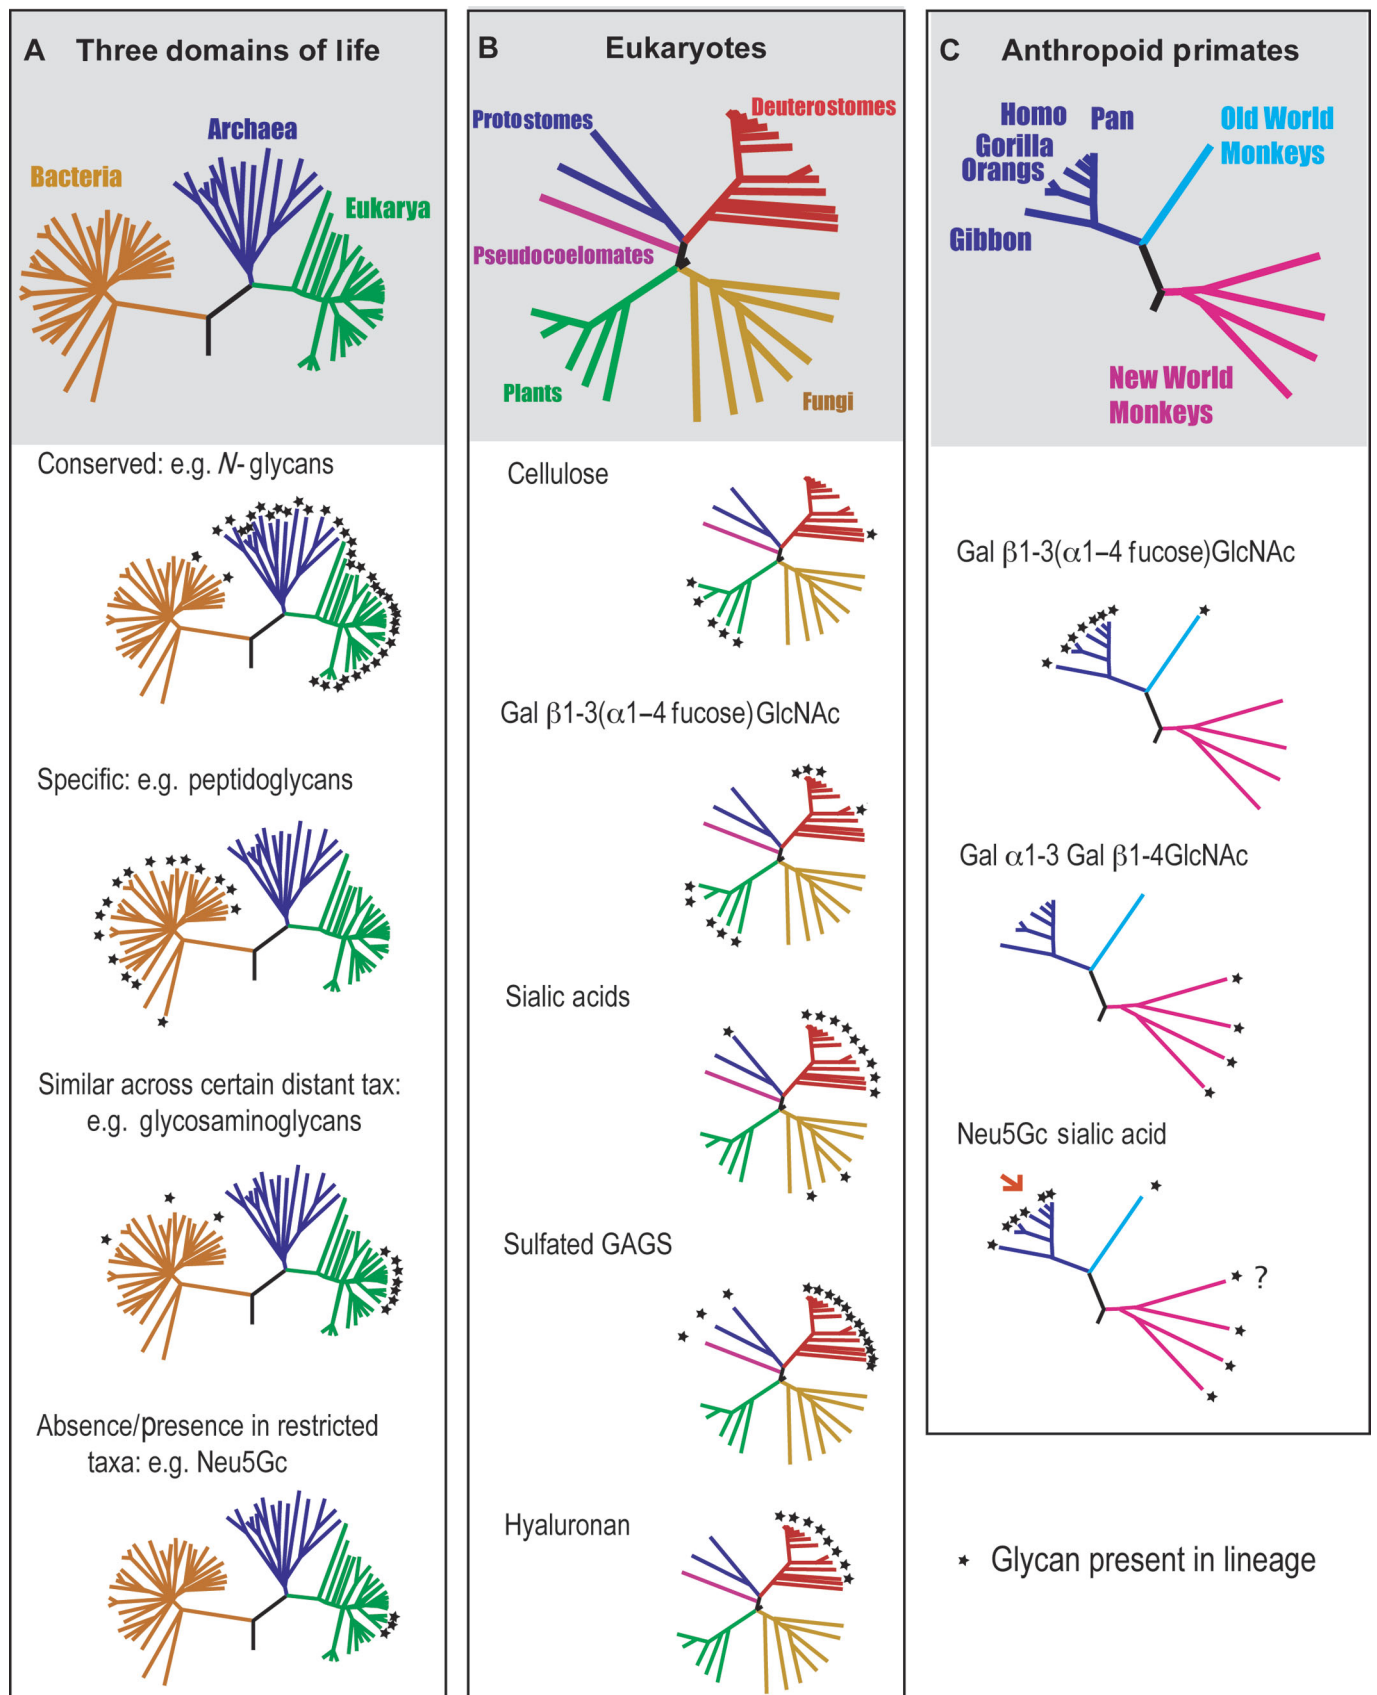 A Three domains of life
Archaea
Bacteria
Eukarya
Conserved: e.g. N- glycans
Specific: e.g. peptidoglycans
Similar across certain distant tax:
e.g. glycosaminoglycans
Absence/presence in restricted
taxa: e.g. Neu5Gc
B Eukaryotes
Deuterostomes
Protostomes
Pseudocoelomates
Plants
Fungi
Cellulose
Gal β1-3(α1–4 fucose)GlcNAc
Sialic acids
Sulfated GAGS
Hyaluronan
C Anthropoid primates
Homo Pan
Gorilla
Orangs
Gibbon
Old World
Monkeys
New World
Monkeys
Gal β1-3(α1–4 fucose)GlcNAc
Gal α1-3 Gal β1-4GlcNAc
Neu5Gc sialic acid
?
Glycan present in lineage